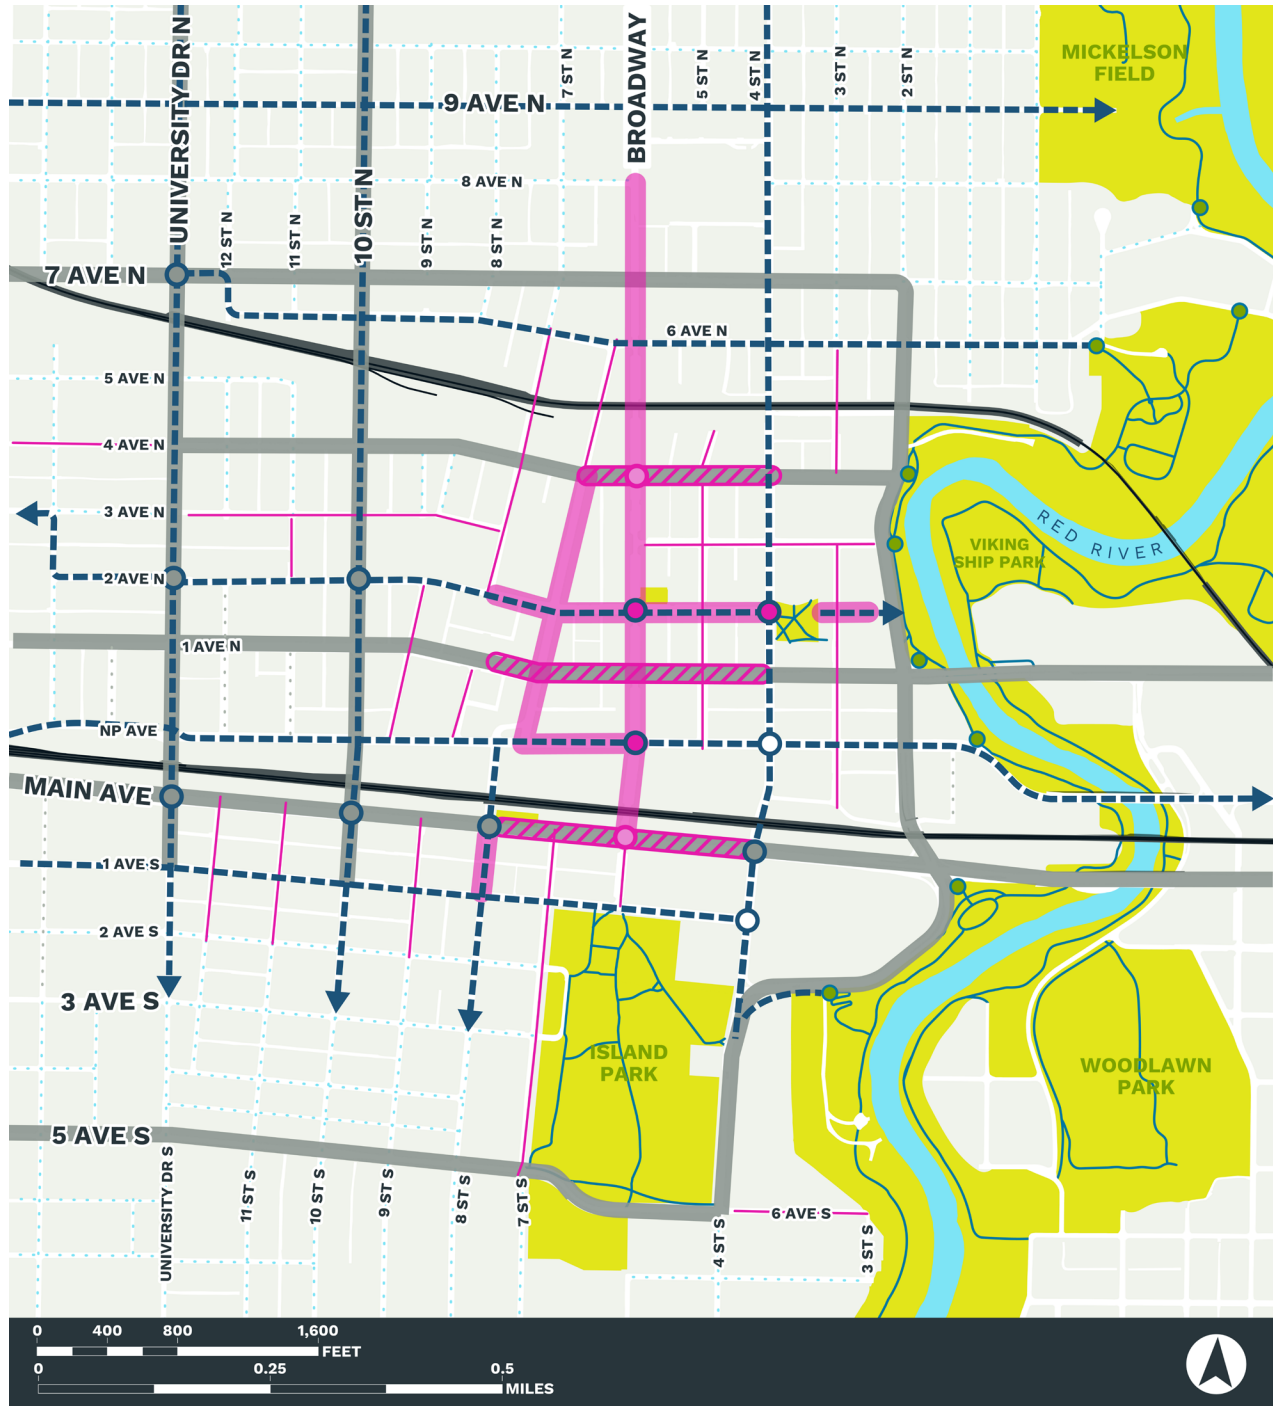 UNIVERSITY DR N
10 ST N
7 ST N
BROADWAY
5 ST N
4 ST N
3 ST N
2 ST N
MICKELSON
FIELD
9 AVE N
8 AVE N
12 ST N
11 ST N
9 ST N
8 ST N
7 AVE N
6 AVE N
5 AVE N
4 AVE N
3 AVE N
RED RIVER
VIKING
SHIP PARK
2 AVE N
1 AVE N
NP AVE
MAIN AVE
1 AVE S
2 AVE S
3 AVE S
ISLAND
PARK
WOODLAWN
PARK
5 AVE S
UNIVERSITY DR S
11 ST S
10 ST S
9 ST S
8 ST S
7 ST S
6 AVE S
4 ST S
3 ST S
0 400 800 1,600
FEET
0 0.25 0.5
MILES